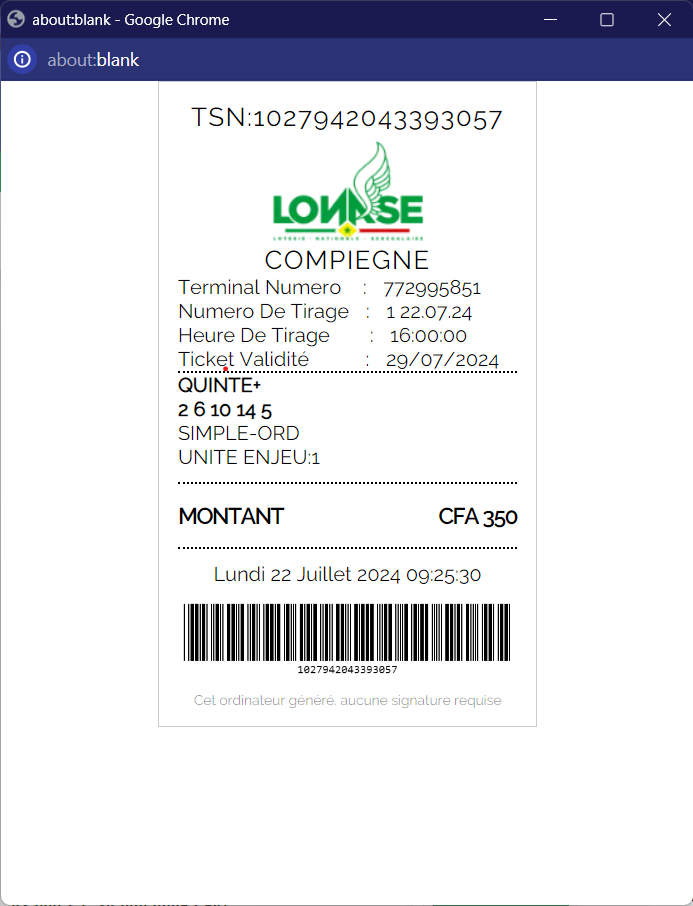 about:blank - Google Chrome
about:blank
TSN:1027942043393057
LONASE
LOTERIE - NATIONALE - SENEGALAISE
COMPIEGNE
Terminal Numero : 772995851
Numero De Tirage : 1 22.07.24
Heure De Tirage : 16:00:00
Ticket Validité : 29/07/2024
QUINTE+
2 6 10 14 5
SIMPLE-ORD
UNITE ENJEU:1
MONTANT CFA 350
Lundi 22 Juillet 2024 09:25:30
1027942043393057
Cet ordinateur généré. aucune signature requise